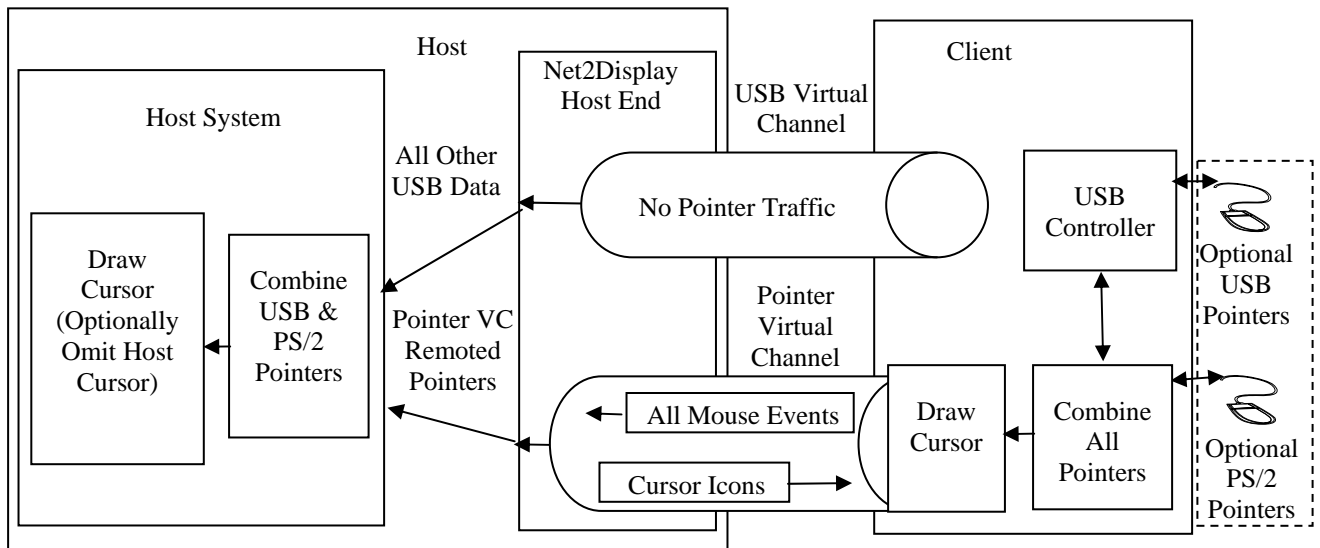 Host
Client
Net2Display
Host End
Host System
USB Virtual
Channel
All Other
USB Data
No Pointer Traffic
USB
Controller
Optional
USB
Pointers
Draw
Cursor
(Optionally
Omit Host
Cursor)
Combine
USB &
PS/2
Pointers
Pointer VC
Remoted
Pointers
Pointer
Virtual
Channel
All Mouse Events
Cursor Icons
Draw
Cursor
Combine
All
Pointers
Optional
PS/2
Pointers